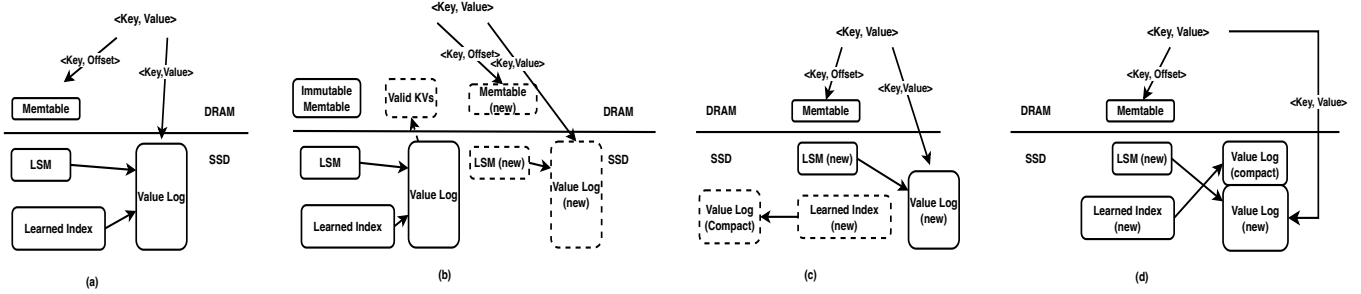 <Key, Value>
<Key, Offset>
<Key,Value>
Memtable
DRAM
SSD
LSM
Value Log
Learned Index
(a)
<Key, Value>
<Key, Offset>
<Key,Value>
Immutable
Memtable
Valid KVs
Memtable
(new)
DRAM
SSD
LSM
Value Log
LSM (new)
Value Log
(new)
Learned Index
(b)
<Key, Value>
<Key, Offset>
<Key,Value>
DRAM
Memtable
SSD
LSM (new)
Value Log
(Compact)
Learned Index
(new)
Value Log
(new)
(c)
<Key, Value>
<Key, Offset>
<Key, Value>
DRAM
Memtable
SSD
LSM (new)
Value Log
(compact)
Learned Index
(new)
Value Log
(new)
(d)